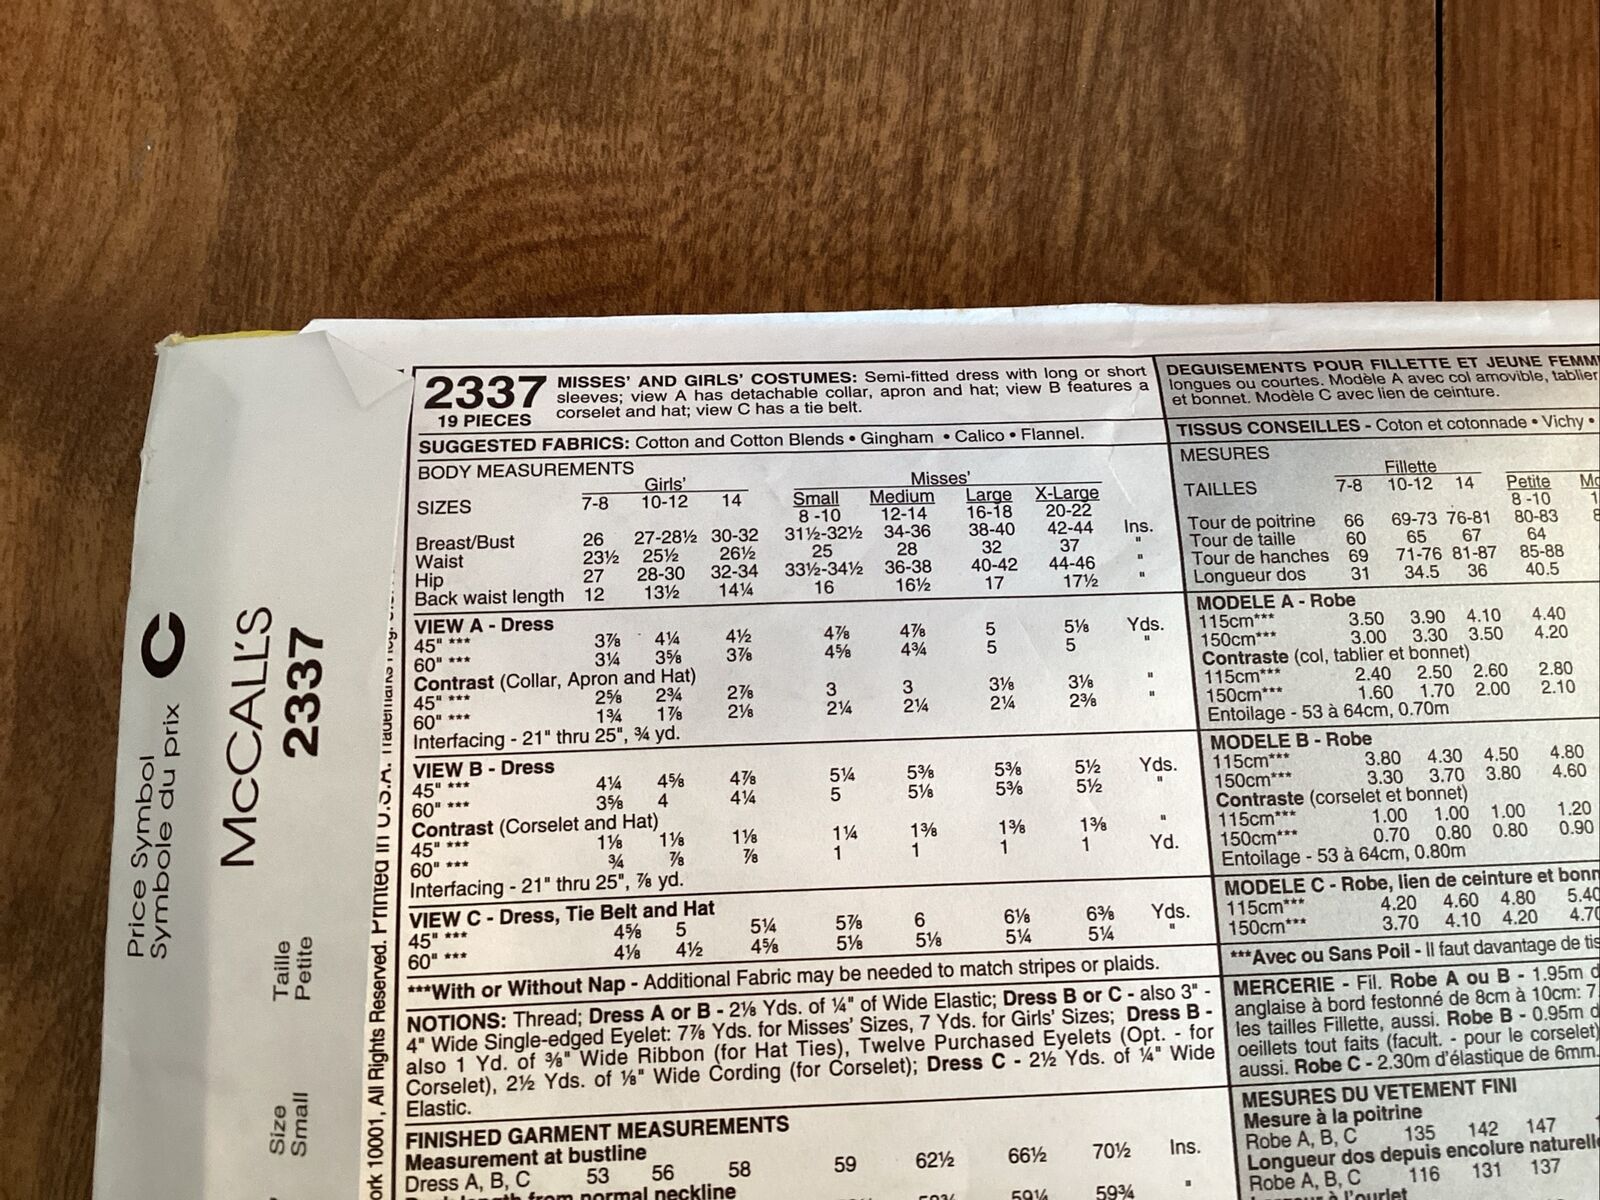 Price Symbol
Symbole du prix C
McCALL'S
2337
Taille
Petite
Size
Small
ork 10001, All Rights Reserved. Printed in U.S.A.
2337
19 PIECES
MISSES' AND GIRLS' COSTUMES: Semi-fitted dress with long or short
sleeves; view A has detachable collar, apron and hat; view B features a
corselet and hat; view C has a tie belt.
SUGGESTED FABRICS: Cotton and Cotton Blends • Gingham • Calico • Flannel.
BODY MEASUREMENTS
Girls' Misses'
SIZES 7-8 10-12 14 Small Medium Large X-Large
8 -10 12-14 16-18 20-22
Breast/Bust 26 27-28½ 30-32 31½-32½ 34-36 38-40 42-44 Ins.
Waist 23½ 25½ 26½ 25 28 32 37 "
Hip 27 28-30 32-34 33½-34½ 36-38 40-42 44-46 "
Back waist length 12 13½ 14¼ 16 16½ 17 17½ "
VIEW A - Dress
45" *** 3⅞ 4¼ 4½ 4⅞ 4⅞ 5 5⅛ Yds.
60" *** 3¼ 3⅝ 3⅞ 4⅝ 4¾ 5 5 "
Contrast (Collar, Apron and Hat)
45" *** 2⅝ 2¾ 2⅞ 3 3 3⅛ 3⅛ "
60" *** 1¾ 1⅞ 2⅛ 2¼ 2¼ 2¼ 2⅜ "
Interfacing - 21" thru 25", ¾ yd.
VIEW B - Dress
45" *** 4¼ 4⅝ 4⅞ 5¼ 5⅜ 5⅜ 5½ Yds.
60" *** 3⅝ 4 4¼ 5 5⅛ 5⅜ 5½ "
Contrast (Corselet and Hat)
45" *** 1⅛ 1⅛ 1⅛ 1¼ 1⅜ 1⅜ 1⅜ "
60" *** ¾ ⅞ ⅞ 1 1 1 1 Yd.
Interfacing - 21" thru 25", ⅞ yd.
VIEW C - Dress, Tie Belt and Hat
45" *** 4⅝ 5 5¼ 5⅞ 6 6⅛ 6⅜ Yds.
60" *** 4⅛ 4½ 4⅝ 5⅛ 5⅛ 5¼ 5¼ "
***With or Without Nap - Additional Fabric may be needed to match stripes or plaids.
NOTIONS: Thread; Dress A or B - 2⅛ Yds. of ¼" of Wide Elastic; Dress B or C - also 3" -
4" Wide Single-edged Eyelet: 7⅞ Yds. for Misses' Sizes, 7 Yds. for Girls' Sizes; Dress B -
also 1 Yd. of ⅜" Wide Ribbon (for Hat Ties), Twelve Purchased Eyelets (Opt. - for
Corselet), 2½ Yds. of ⅛" Wide Cording (for Corselet); Dress C - 2½ Yds. of ¼" Wide
Elastic.
FINISHED GARMENT MEASUREMENTS
Measurement at bustline
Dress A, B, C 53 56 58 59 62½ 66½ 70½ Ins.
from normal neckline
59¼ 59¾ "
DEGUISEMENTS POUR FILLETTE ET JEUNE FEMM
longues ou courtes. Modèle A avec col amovible, tablier
et bonnet. Modèle C avec lien de ceinture.
TISSUS CONSEILLES - Coton et cotonnade • Vichy •
MESURES
Fillette
TAILLES 7-8 10-12 14 Petite Mo
8 -10 1
Tour de poitrine 66 69-73 76-81 80-83 8
Tour de taille 60 65 67 64
Tour de hanches 69 71-76 81-87 85-88
Longueur dos 31 34.5 36 40.5
MODELE A - Robe
115cm*** 3.50 3.90 4.10 4.40
150cm*** 3.00 3.30 3.50 4.20
Contraste (col, tablier et bonnet)
115cm*** 2.40 2.50 2.60 2.80
150cm*** 1.60 1.70 2.00 2.10
Entoilage - 53 à 64cm, 0.70m
MODELE B - Robe
115cm*** 3.80 4.30 4.50 4.80
150cm*** 3.30 3.70 3.80 4.60
Contraste (corselet et bonnet)
115cm*** 1.00 1.00 1.00 1.20
150cm*** 0.70 0.80 0.80 0.90
Entoilage - 53 à 64cm, 0.80m
MODELE C - Robe, lien de ceinture et bonn
115cm*** 4.20 4.60 4.80 5.40
150cm*** 3.70 4.10 4.20 4.70
***Avec ou Sans Poil - Il faut davantage de tis
MERCERIE - Fil. Robe A ou B - 1.95m d
anglaise à bord festonné de 8cm à 10cm: 7.
les tailles Fillette, aussi. Robe B - 0.95m d
oeillets tout faits (facult. - pour le corselet)
aussi. Robe C - 2.30m d'élastique de 6mm.
MESURES DU VETEMENT FINI
Mesure à la poitrine
Robe A, B, C 135 142 147
Longueur dos depuis encolure naturelle
Robe A, B, C 116 131 137